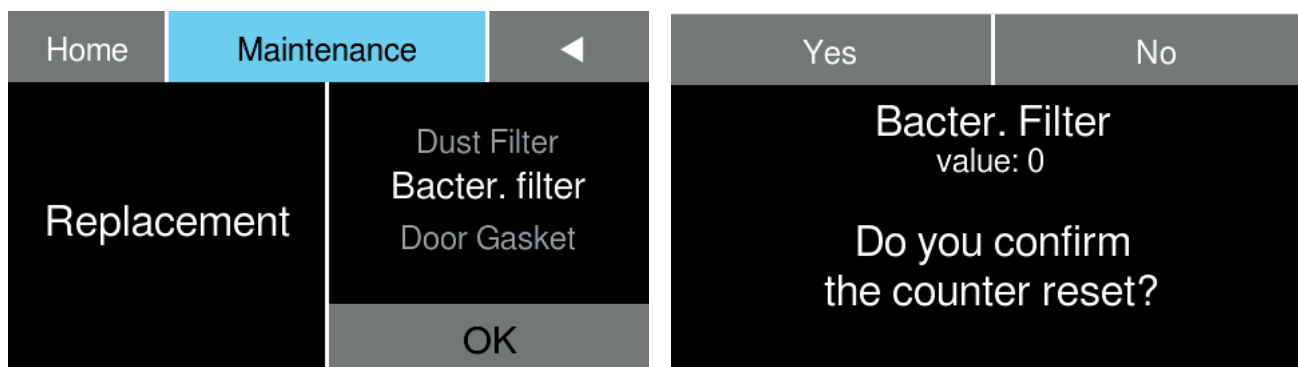 Home
Maintenance
◀
Replacement
Dust Filter
Bacter. filter
Door Gasket
OK
Yes
No
Bacter. Filter
value: 0
Do you confirm
the counter reset?